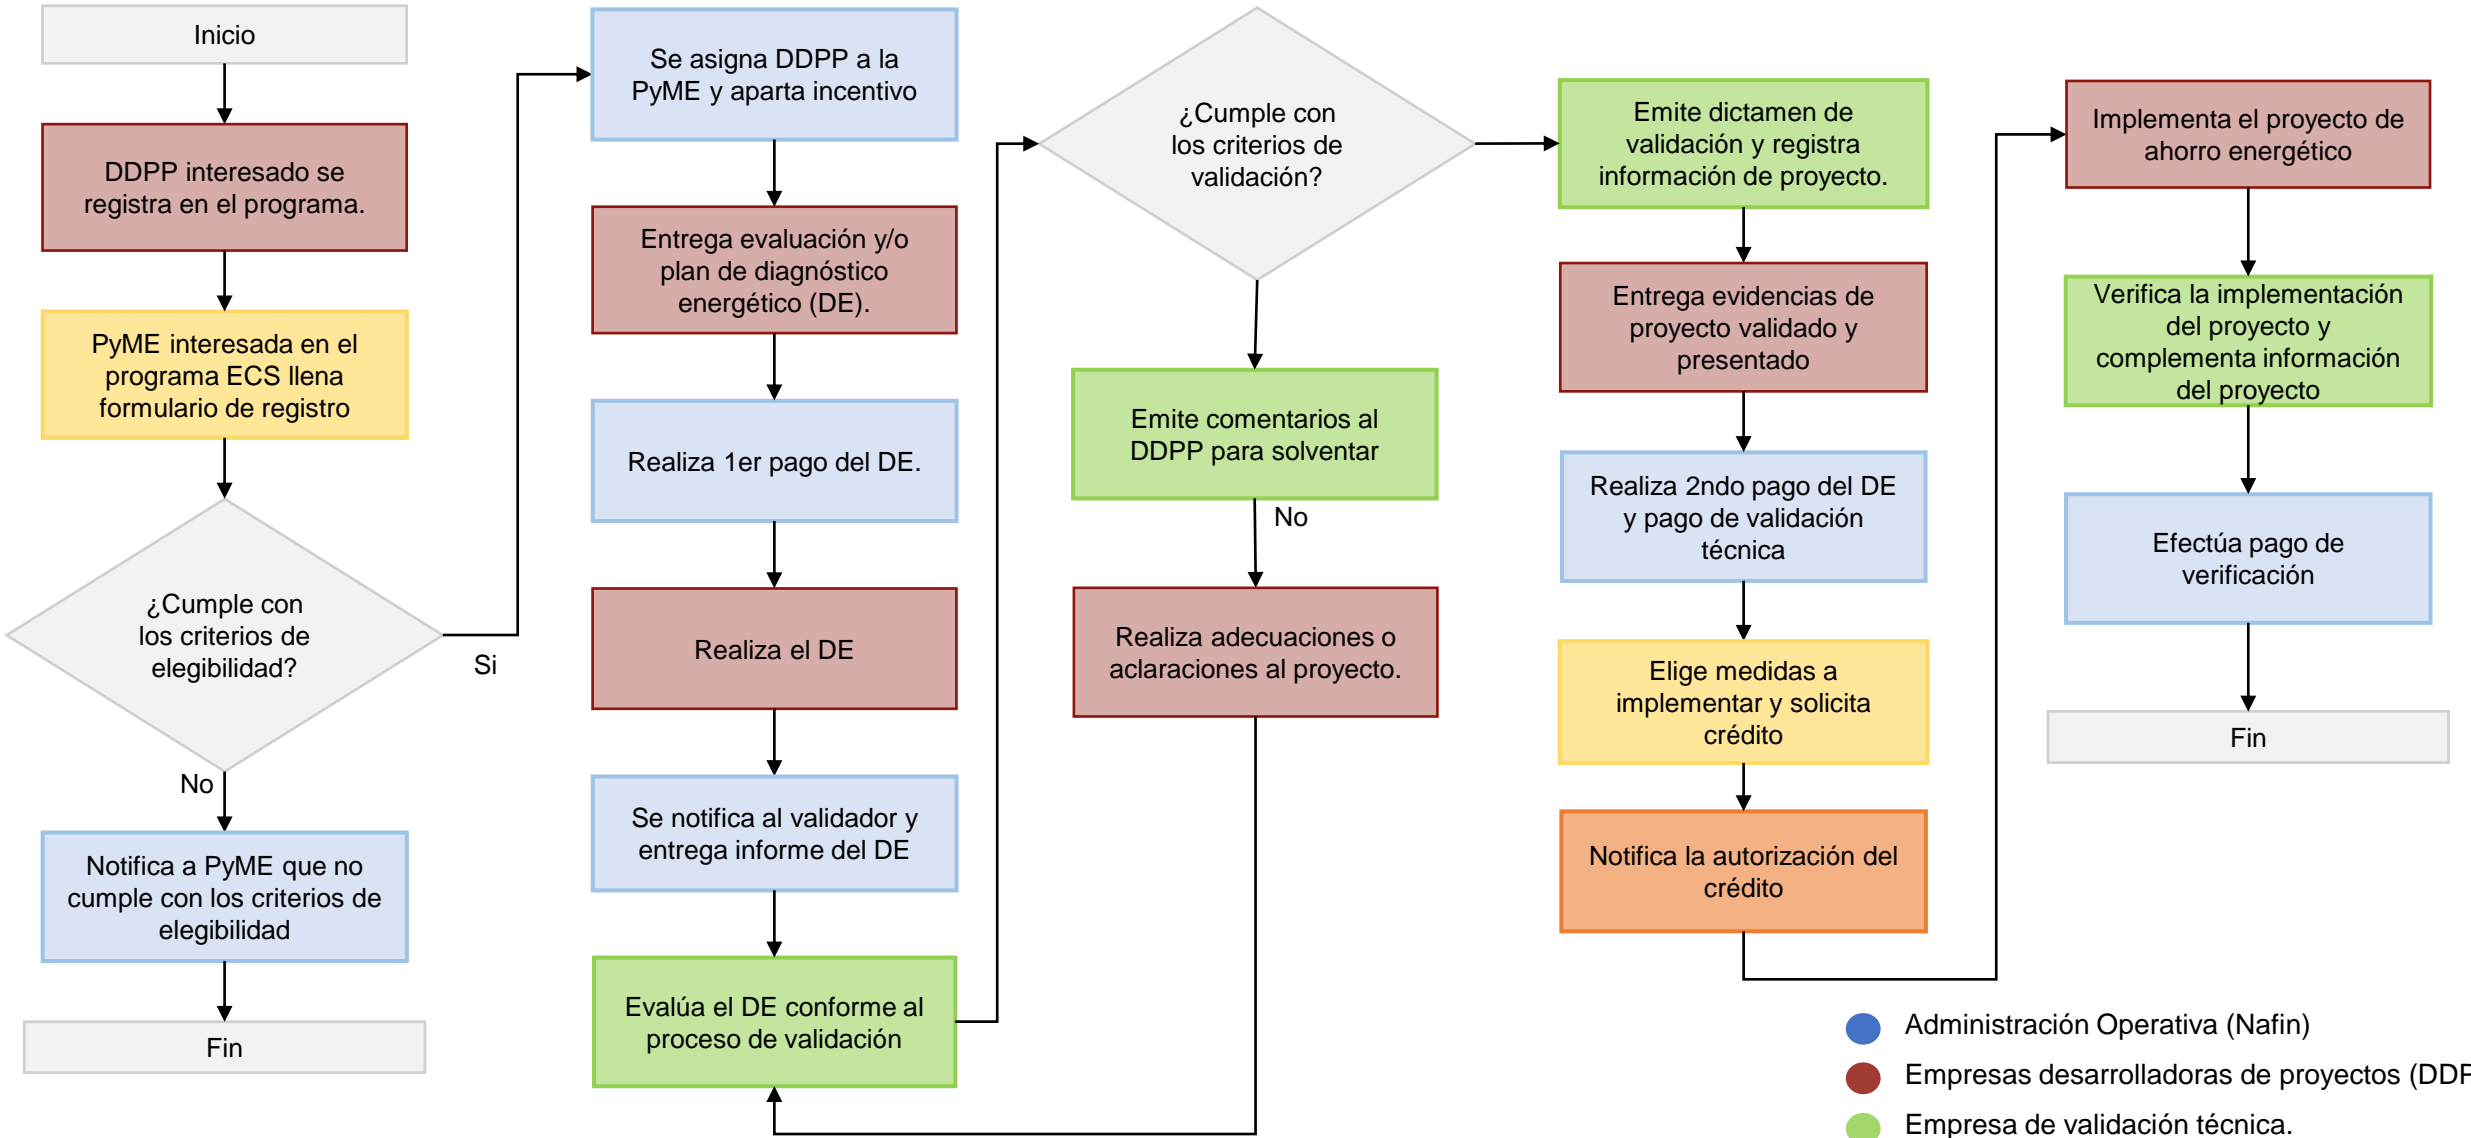 Inicio
DDPP interesado se
registra en el programa.
PyME interesada en el
programa ECS llena
formulario de registro
¿Cumple con
los criterios de
elegibilidad?
Si
No
Notifica a PyME que no
cumple con los criterios de
elegibilidad
Fin
Se asigna DDPP a la
PyME y aparta incentivo
Entrega evaluación y/o
plan de diagnóstico
energético (DE).
Realiza 1er pago del DE.
Realiza el DE
Se notifica al validador y
entrega informe del DE
Evalúa el DE conforme al
proceso de validación
¿Cumple con
los criterios de
validación?
Emite comentarios al
DDPP para solventar
No
Realiza adecuaciones o
aclaraciones al proyecto.
Emite dictamen de
validación y registra
información de proyecto.
Entrega evidencias de
proyecto validado y
presentado
Realiza 2ndo pago del DE
y pago de validación
técnica
Elige medidas a
implementar y solicita
crédito
Notifica la autorización del
crédito
Implementa el proyecto de
ahorro energético
Verifica la implementación
del proyecto y
complementa información
del proyecto
Efectúa pago de
verificación
Fin
Administración Operativa (Nafin)
Empresas desarrolladoras de proyectos (DDP
Empresa de validación técnica.